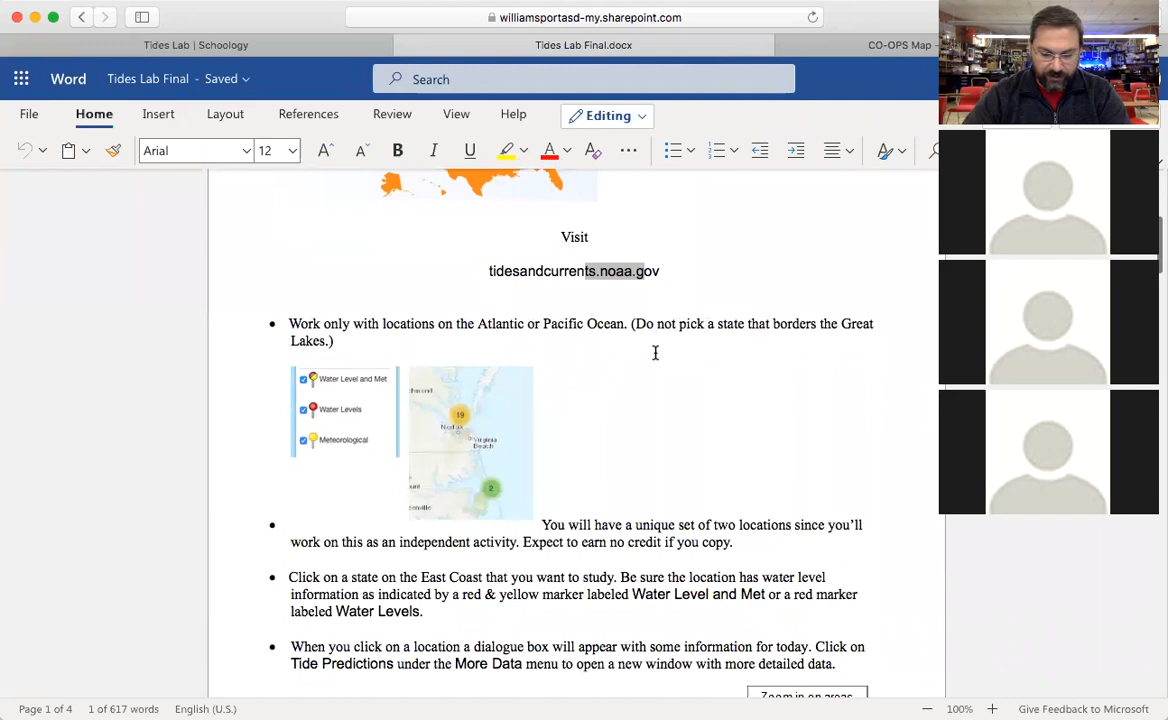 williamsportasd-my.sharepoint.com
Tides Lab | Schoology
Tides Lab Final.docx
CO-OPS Map -
Word
Tides Lab Final - Saved
Search
File
Home
Insert
Layout
References
Review
View
Help
Editing
Arial
12
Visit
tidesandcurrents.noaa.gov
Work only with locations on the Atlantic or Pacific Ocean. (Do not pick a state that borders the Great
Lakes.)
Water Level and Met
Water Levels
Meteorological
19
Virginia
Beach
2
You will have a unique set of two locations since you'll
work on this as an independent activity. Expect to earn no credit if you copy.
Click on a state on the East Coast that you want to study. Be sure the location has water level
information as indicated by a red & yellow marker labeled Water Level and Met or a red marker
labeled Water Levels.
When you click on a location a dialogue box will appear with some information for today. Click on
Tide Predictions under the More Data menu to open a new window with more detailed data.
Zoom in on areas
Page 1 of 4
1 of 617 words
English (U.S.)
100%
Give Feedback to Microsoft